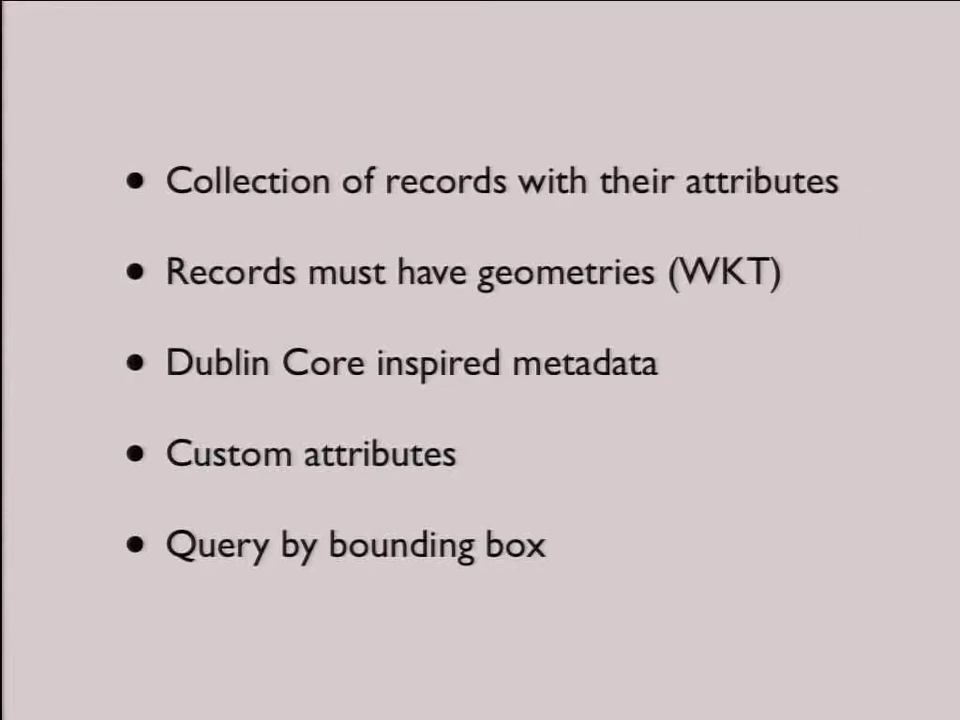 • Collection of records with their attributes
• Records must have geometries (WKT)
• Dublin Core inspired metadata
• Custom attributes
• Query by bounding box